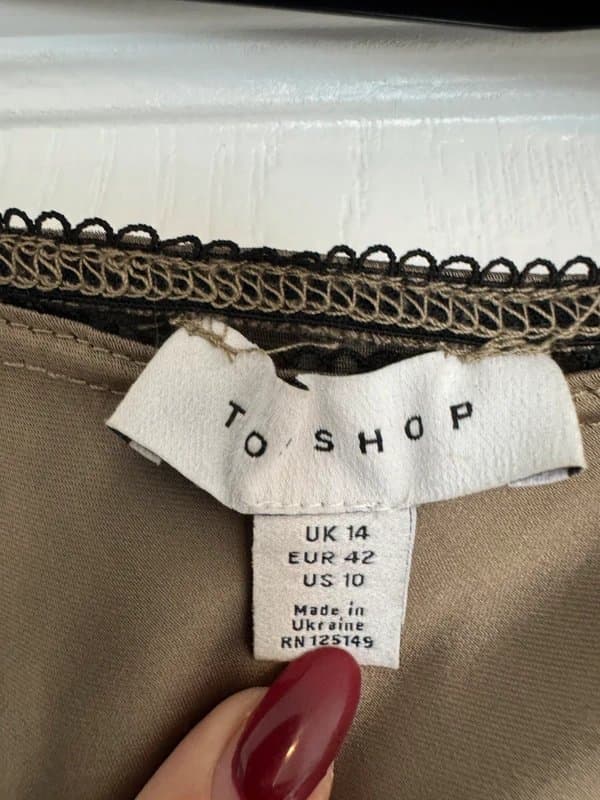 TO SHOP
UK 14
EUR 42
US 10
Made in
Ukraine
RN 125149